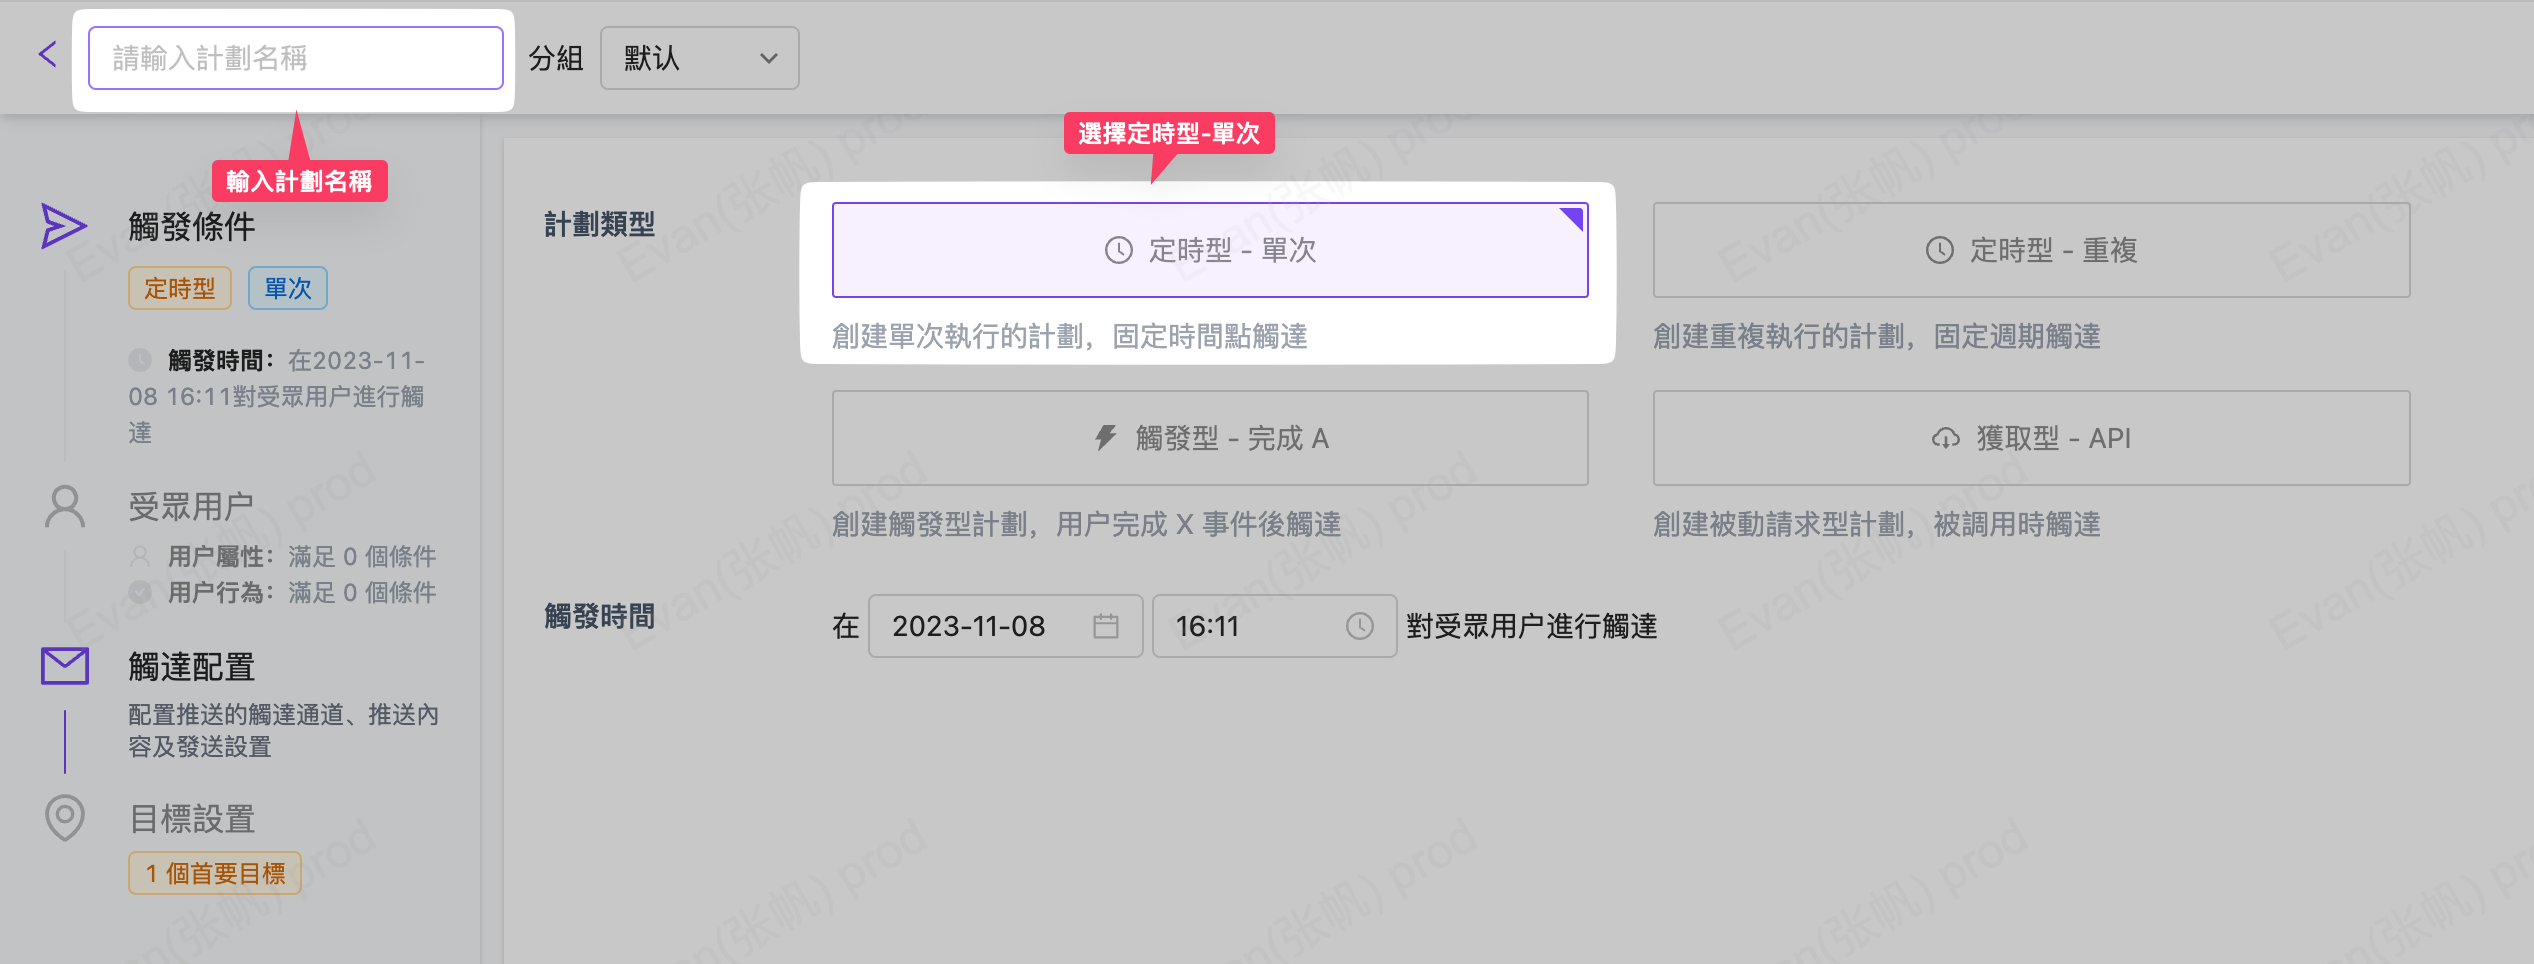 請輸入計劃名稱
分組
默认
輸入計劃名稱
選擇定時型-單次
觸發條件
定時型
單次
觸發時間： 在2023-11-
08 16:11對受眾用户進行觸
達
受眾用户
用户屬性： 滿足 0 個條件
用户行為： 滿足 0 個條件
觸達配置
配置推送的觸達通道、推送內
容及發送設置
目標設置
1 個首要目標
計劃類型
定時型 - 單次
創建單次執行的計劃，固定時間點觸達
定時型 - 重複
創建重複執行的計劃，固定週期觸達
觸發型 - 完成 A
創建觸發型計劃，用户完成 X 事件後觸達
獲取型 - API
創建被動請求型計劃，被調用時觸達
觸發時間
在 2023-11-08 16:11 對受眾用户進行觸達
Evan(张帆) prod